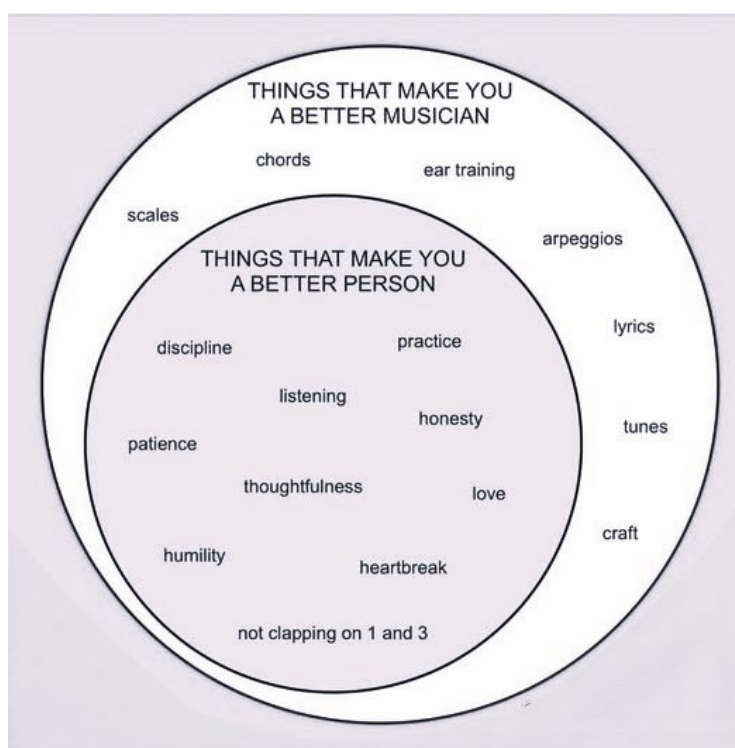 THINGS THAT MAKE YOU
A BETTER MUSICIAN
chords
ear training
scales
arpeggios
THINGS THAT MAKE YOU
A BETTER PERSON
lyrics
discipline
practice
listening
honesty
tunes
patience
thoughtfulness
love
craft
humility
heartbreak
not clapping on 1 and 3